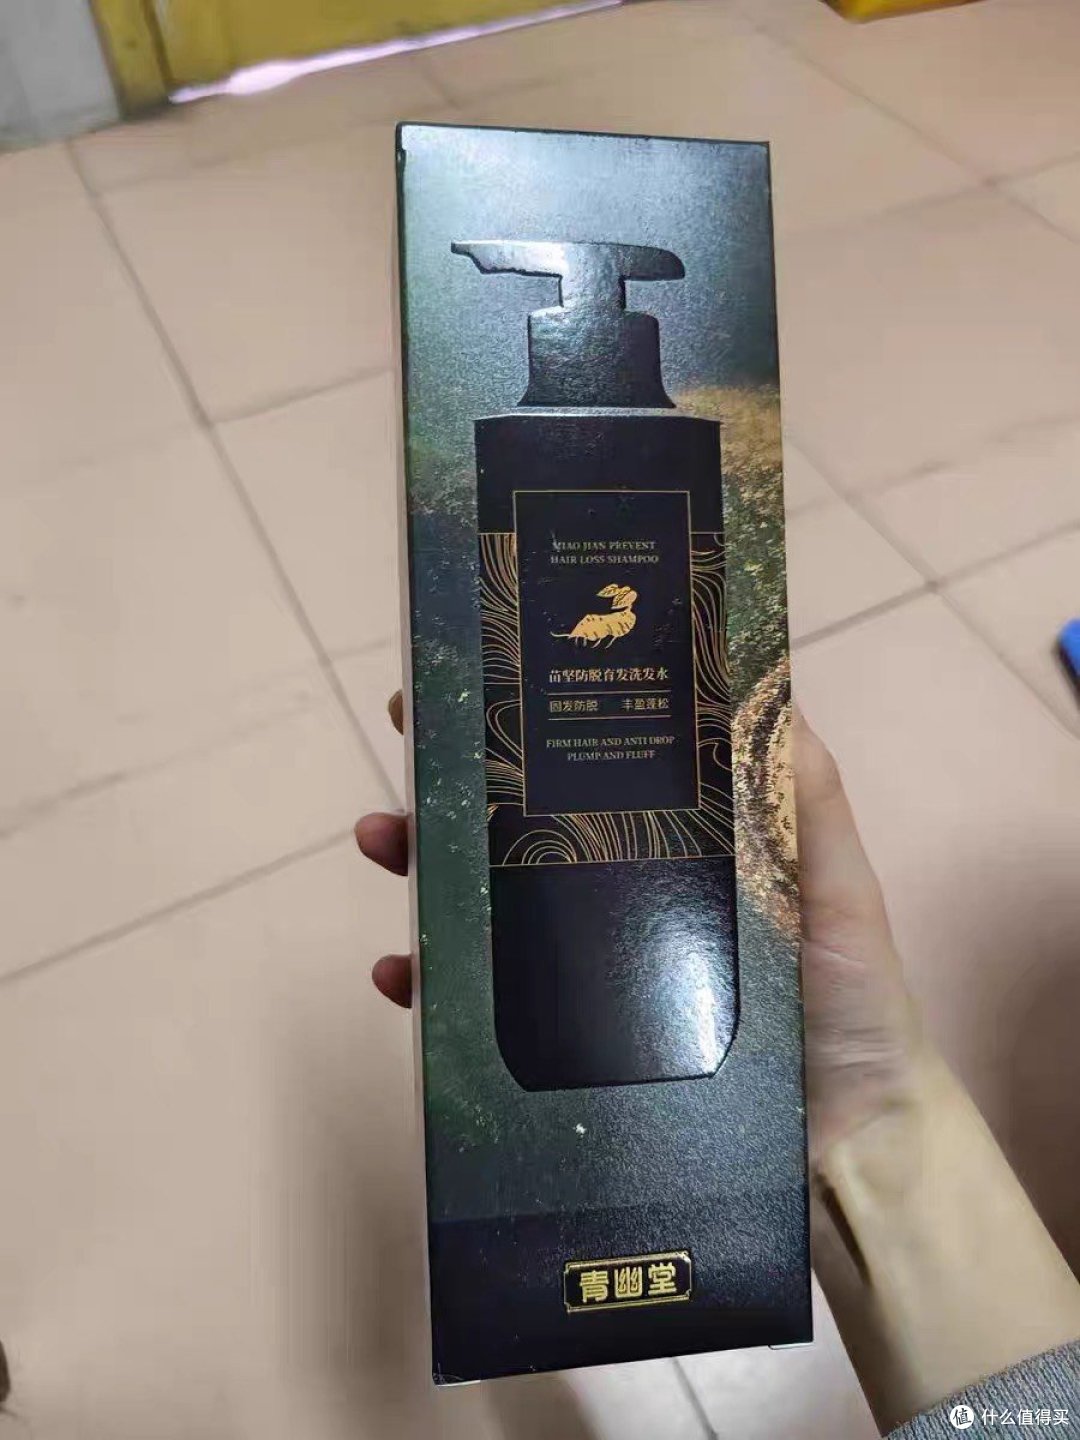 MIAO JIAN PREVENT
HAIR LOSS SHAMPOO
苗坚防脱育发洗发水
固发防脱 丰盈蓬松
FIRM HAIR AND ANTI DROP
PLUMP AND FLUFF
青幽堂
值 什么值得买